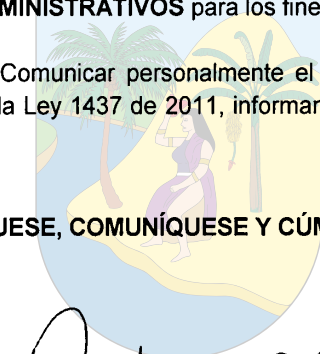 MINISTRATIVOS para los fine
Comunicar personalmente el
la Ley 1437 de 2011, informar
UESE, COMUNÍQUESE Y CÚM